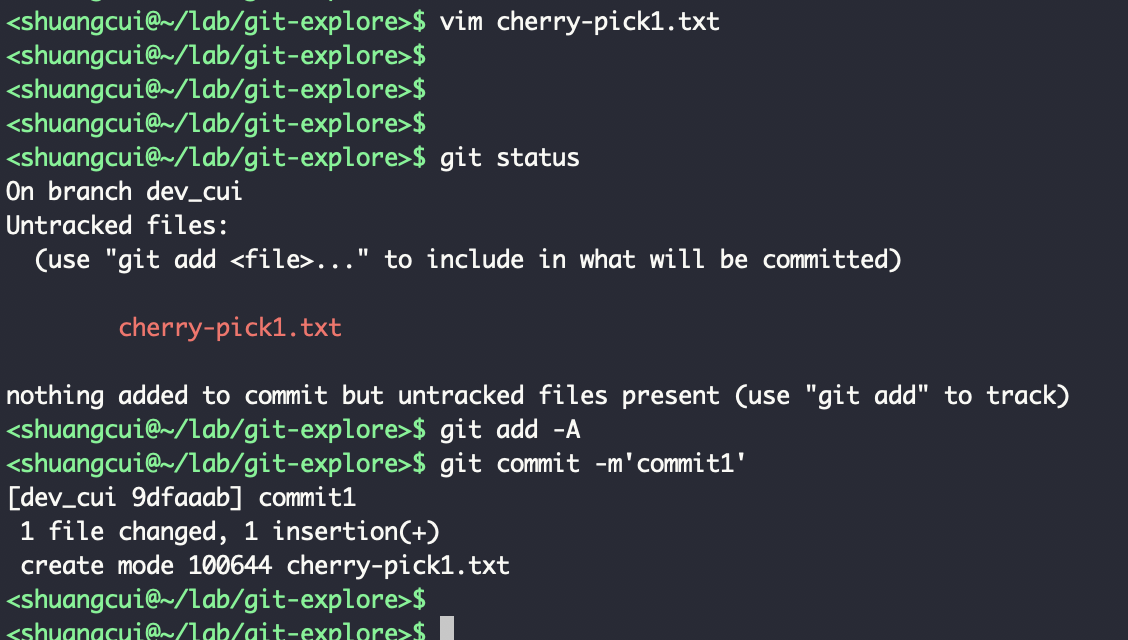 <shuangcui@~/lab/git-explore>$ vim cherry-pick1.txt
<shuangcui@~/lab/git-explore>$
<shuangcui@~/lab/git-explore>$
<shuangcui@~/lab/git-explore>$
<shuangcui@~/lab/git-explore>$ git status
On branch dev_cui
Untracked files:
  (use "git add <file>..." to include in what will be committed)

        cherry-pick1.txt

nothing added to commit but untracked files present (use "git add" to track)
<shuangcui@~/lab/git-explore>$ git add -A
<shuangcui@~/lab/git-explore>$ git commit -m'commit1'
[dev_cui 9dfaaab] commit1
 1 file changed, 1 insertion(+)
 create mode 100644 cherry-pick1.txt
<shuangcui@~/lab/git-explore>$
<shuangcui@~/lab/git-explore>$